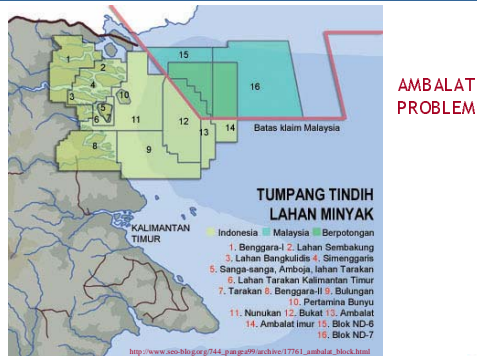 AMBALAT
PROBLEM
1
2
3
4
5
6
7
8
9
10
11
12
13
14
15
16
Batas klaim Malaysia
KALIMANTAN
TIMUR
TUMPANG TINDIH
LAHAN MINYAK
Indonesia Malaysia Berpotongan
1. Benggara-I 2. Lahan Sembakung
3. Lahan Bangkulidis 4. Simenggaris
5. Sanga-sanga, Amboja, lahan Tarakan
6. Lahan Tarakan Kalimantan Timur
7. Tarakan 8. Benggara-II 9. Bulungan
10. Pertamina Bunyu
11. Nunukan 12. Bukat 13. Ambalat
14. Ambalat imur 15. Blok ND-6
16. Blok ND-7
http://www.seo-blog.org/744_pangea99/archive/17761_ambalat_block.html